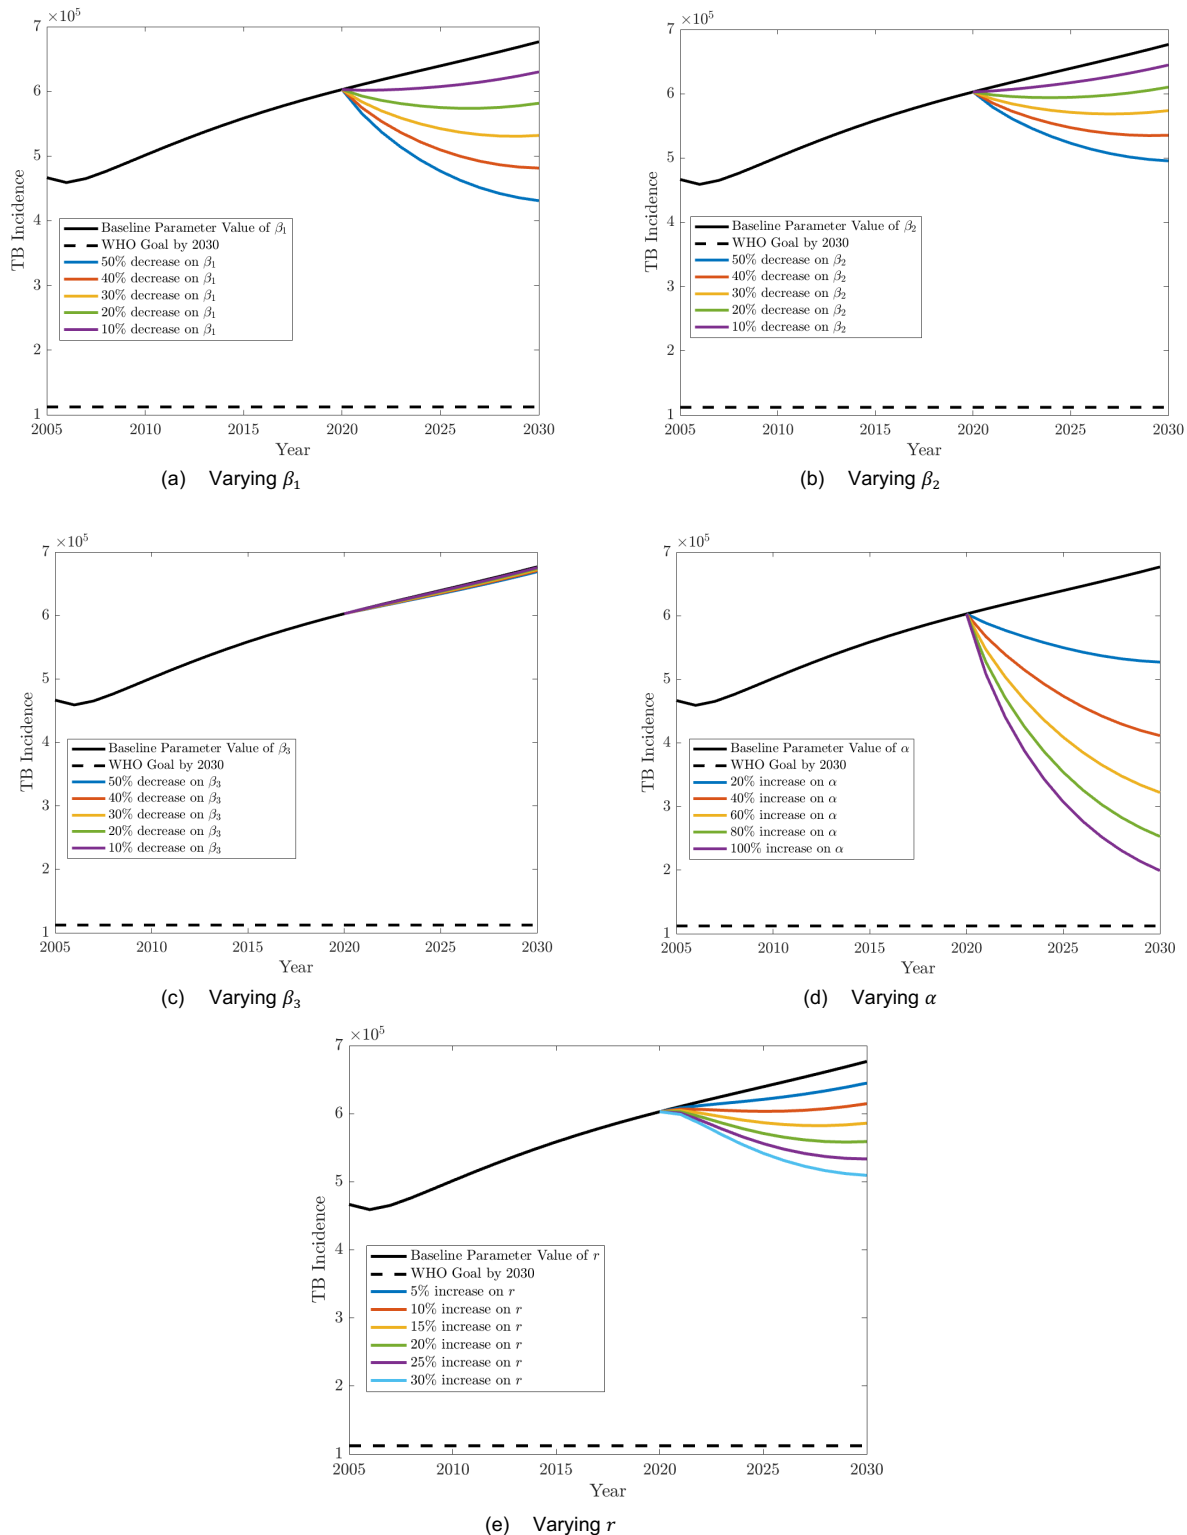 ×10⁵
7
6
5
4
3
2
1
TB Incidence
Baseline Parameter Value of β₁
WHO Goal by 2030
50% decrease on β₁
40% decrease on β₁
30% decrease on β₁
20% decrease on β₁
10% decrease on β₁
2005 2010 2015 2020 2025 2030
Year
(a) Varying β₁
×10⁵
7
6
5
4
3
2
1
TB Incidence
Baseline Parameter Value of β₂
WHO Goal by 2030
50% decrease on β₂
40% decrease on β₂
30% decrease on β₂
20% decrease on β₂
10% decrease on β₂
2005 2010 2015 2020 2025 2030
Year
(b) Varying β₂
×10⁵
7
6
5
4
3
2
1
TB Incidence
Baseline Parameter Value of β₃
WHO Goal by 2030
50% decrease on β₃
40% decrease on β₃
30% decrease on β₃
20% decrease on β₃
10% decrease on β₃
2005 2010 2015 2020 2025 2030
Year
(c) Varying β₃
×10⁵
7
6
5
4
3
2
1
TB Incidence
Baseline Parameter Value of α
WHO Goal by 2030
20% increase on α
40% increase on α
60% increase on α
80% increase on α
100% increase on α
2005 2010 2015 2020 2025 2030
Year
(d) Varying α
×10⁵
7
6
5
4
3
2
1
TB Incidence
Baseline Parameter Value of r
WHO Goal by 2030
5% increase on r
10% increase on r
15% increase on r
20% increase on r
25% increase on r
30% increase on r
2005 2010 2015 2020 2025 2030
Year
(e) Varying r